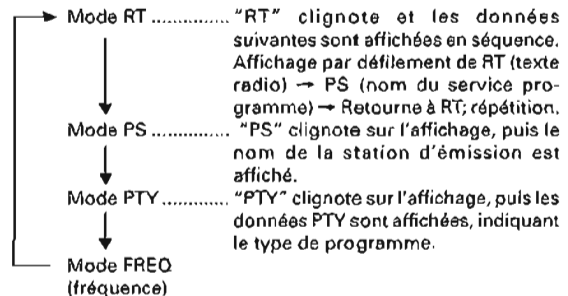 Mode RT .............. "RT" clignote et les données
suivantes sont affichées en séquence.
Affichage par défilement de RT (texte
radio) → PS (nom du service pro-
gramme) → Retourne à RT; répétition.
Mode PS ............... "PS" clignote sur l'affichage, puis le
nom de la station d'émission est
affiché.
Mode PTY ............. "PTY" clignote sur l'affichage, puis les
données PTY sont affichées, indiquant
le type de programme.
Mode FREQ
(fréquence)